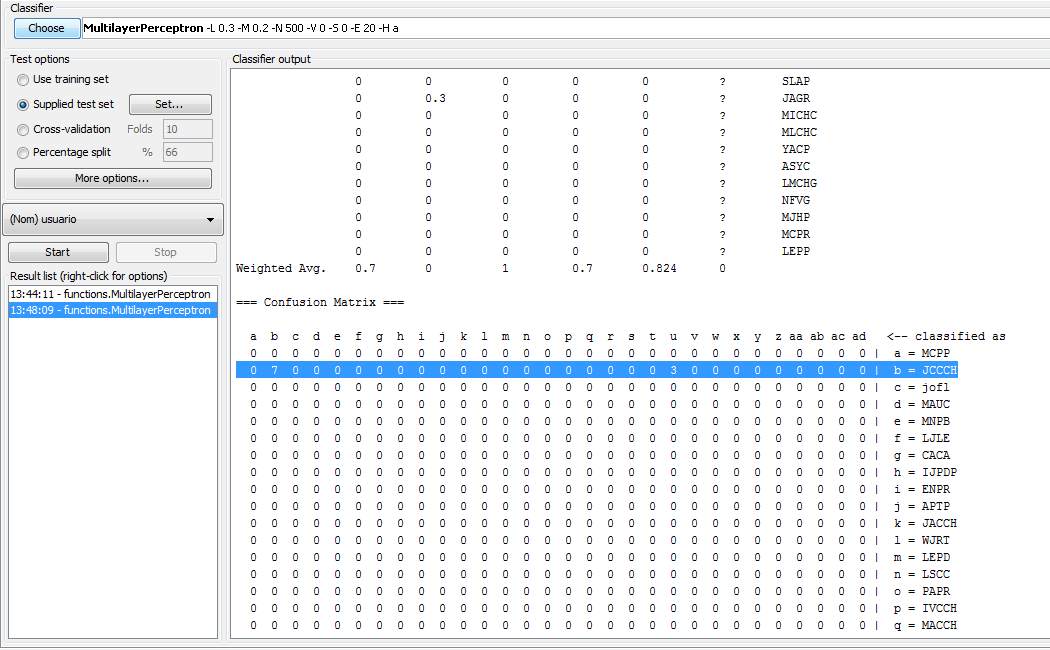 Classifier
Choose MultilayerPerceptron -L 0.3 -M 0.2 -N 500 -V 0 -S 0 -E 20 -H a
Test options
Use training set
Supplied test set Set...
Cross-validation Folds 10
Percentage split % 66
More options...
(Nom) usuario
Start Stop
Result list (right-click for options)
13:44:11 - functions.MultilayerPerceptron
13:48:09 - functions.MultilayerPerceptron
Classifier output
0 0 0 0 0 ? SLAP
0 0.3 0 0 0 ? JAGR
0 0 0 0 0 ? MICHC
0 0 0 0 0 ? MLCHC
0 0 0 0 0 ? YACP
0 0 0 0 0 ? ASYC
0 0 0 0 0 ? LMCHG
0 0 0 0 0 ? NFVG
0 0 0 0 0 ? MJHP
0 0 0 0 0 ? MCPR
0 0 0 0 0 ? LEPP
Weighted Avg. 0.7 0 1 0.7 0.824 0
=== Confusion Matrix ===
a b c d e f g h i j k l m n o p q r s t u v w x y z aa ab ac ad <-- classified as
0 0 0 0 0 0 0 0 0 0 0 0 0 0 0 0 0 0 0 0 0 0 0 0 0 0 0 0 0 0 | a = MCPP
0 7 0 0 0 0 0 0 0 0 0 0 0 0 0 0 0 0 0 0 3 0 0 0 0 0 0 0 0 0 | b = JCCCH
0 0 0 0 0 0 0 0 0 0 0 0 0 0 0 0 0 0 0 0 0 0 0 0 0 0 0 0 0 0 | c = jofl
0 0 0 0 0 0 0 0 0 0 0 0 0 0 0 0 0 0 0 0 0 0 0 0 0 0 0 0 0 0 | d = MAUC
0 0 0 0 0 0 0 0 0 0 0 0 0 0 0 0 0 0 0 0 0 0 0 0 0 0 0 0 0 0 | e = MNPB
0 0 0 0 0 0 0 0 0 0 0 0 0 0 0 0 0 0 0 0 0 0 0 0 0 0 0 0 0 0 | f = LJLE
0 0 0 0 0 0 0 0 0 0 0 0 0 0 0 0 0 0 0 0 0 0 0 0 0 0 0 0 0 0 | g = CACA
0 0 0 0 0 0 0 0 0 0 0 0 0 0 0 0 0 0 0 0 0 0 0 0 0 0 0 0 0 0 | h = IJPDP
0 0 0 0 0 0 0 0 0 0 0 0 0 0 0 0 0 0 0 0 0 0 0 0 0 0 0 0 0 0 | i = ENPR
0 0 0 0 0 0 0 0 0 0 0 0 0 0 0 0 0 0 0 0 0 0 0 0 0 0 0 0 0 0 | j = APTP
0 0 0 0 0 0 0 0 0 0 0 0 0 0 0 0 0 0 0 0 0 0 0 0 0 0 0 0 0 0 | k = JACCH
0 0 0 0 0 0 0 0 0 0 0 0 0 0 0 0 0 0 0 0 0 0 0 0 0 0 0 0 0 0 | l = WJRT
0 0 0 0 0 0 0 0 0 0 0 0 0 0 0 0 0 0 0 0 0 0 0 0 0 0 0 0 0 0 | m = LEPD
0 0 0 0 0 0 0 0 0 0 0 0 0 0 0 0 0 0 0 0 0 0 0 0 0 0 0 0 0 0 | n = LSCC
0 0 0 0 0 0 0 0 0 0 0 0 0 0 0 0 0 0 0 0 0 0 0 0 0 0 0 0 0 0 | o = PAPR
0 0 0 0 0 0 0 0 0 0 0 0 0 0 0 0 0 0 0 0 0 0 0 0 0 0 0 0 0 0 | p = IVCCH
0 0 0 0 0 0 0 0 0 0 0 0 0 0 0 0 0 0 0 0 0 0 0 0 0 0 0 0 0 0 | q = MACCH